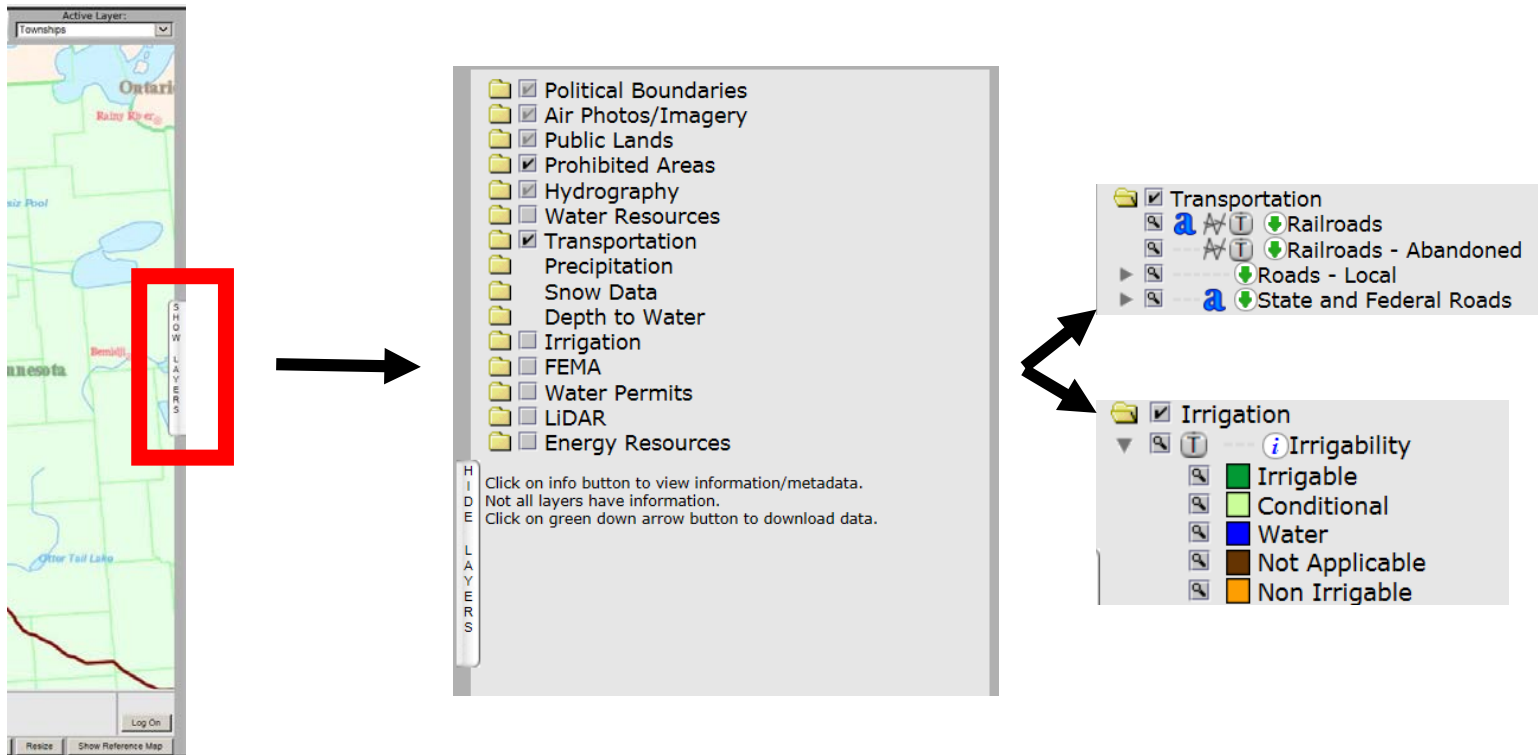 Active Layer:
Townships
Ontari
Rainy River
niz Pool
SHOW LAYERS
Bemidji
nnesota
Otter Tail Lake
Log On
Resize
Show Reference Map
Political Boundaries
Air Photos/Imagery
Public Lands
Prohibited Areas
Hydrography
Water Resources
Transportation
Precipitation
Snow Data
Depth to Water
Irrigation
FEMA
Water Permits
LiDAR
Energy Resources
HIDE LAYERS
Click on info button to view information/metadata.
Not all layers have information.
Click on green down arrow button to download data.
Transportation
a T Railroads
T Railroads - Abandoned
Roads - Local
a State and Federal Roads
Irrigation
T i Irrigability
Irrigable
Conditional
Water
Not Applicable
Non Irrigable